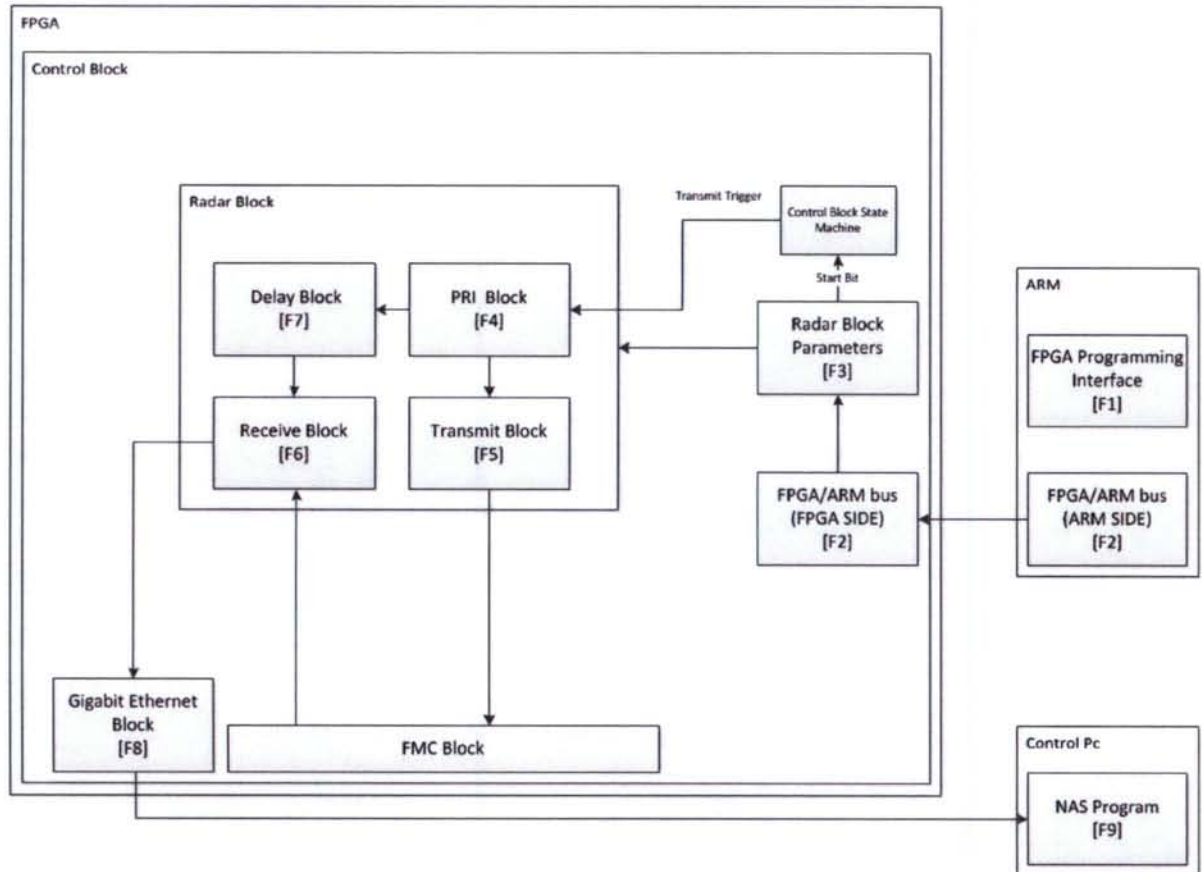 FPGA
Control Block
Radar Block
Transmit Trigger
Control Block State
Machine
Start Bit
Delay Block
[F7]
PRI Block
[F4]
Radar Block
Parameters
[F3]
Receive Block
[F6]
Transmit Block
[F5]
FPGA/ARM bus
(FPGA SIDE)
[F2]
ARM
FPGA Programming
Interface
[F1]
FPGA/ARM bus
(ARM SIDE)
[F2]
Gigabit Ethernet
Block
[F8]
FMC Block
Control Pc
NAS Program
[F9]